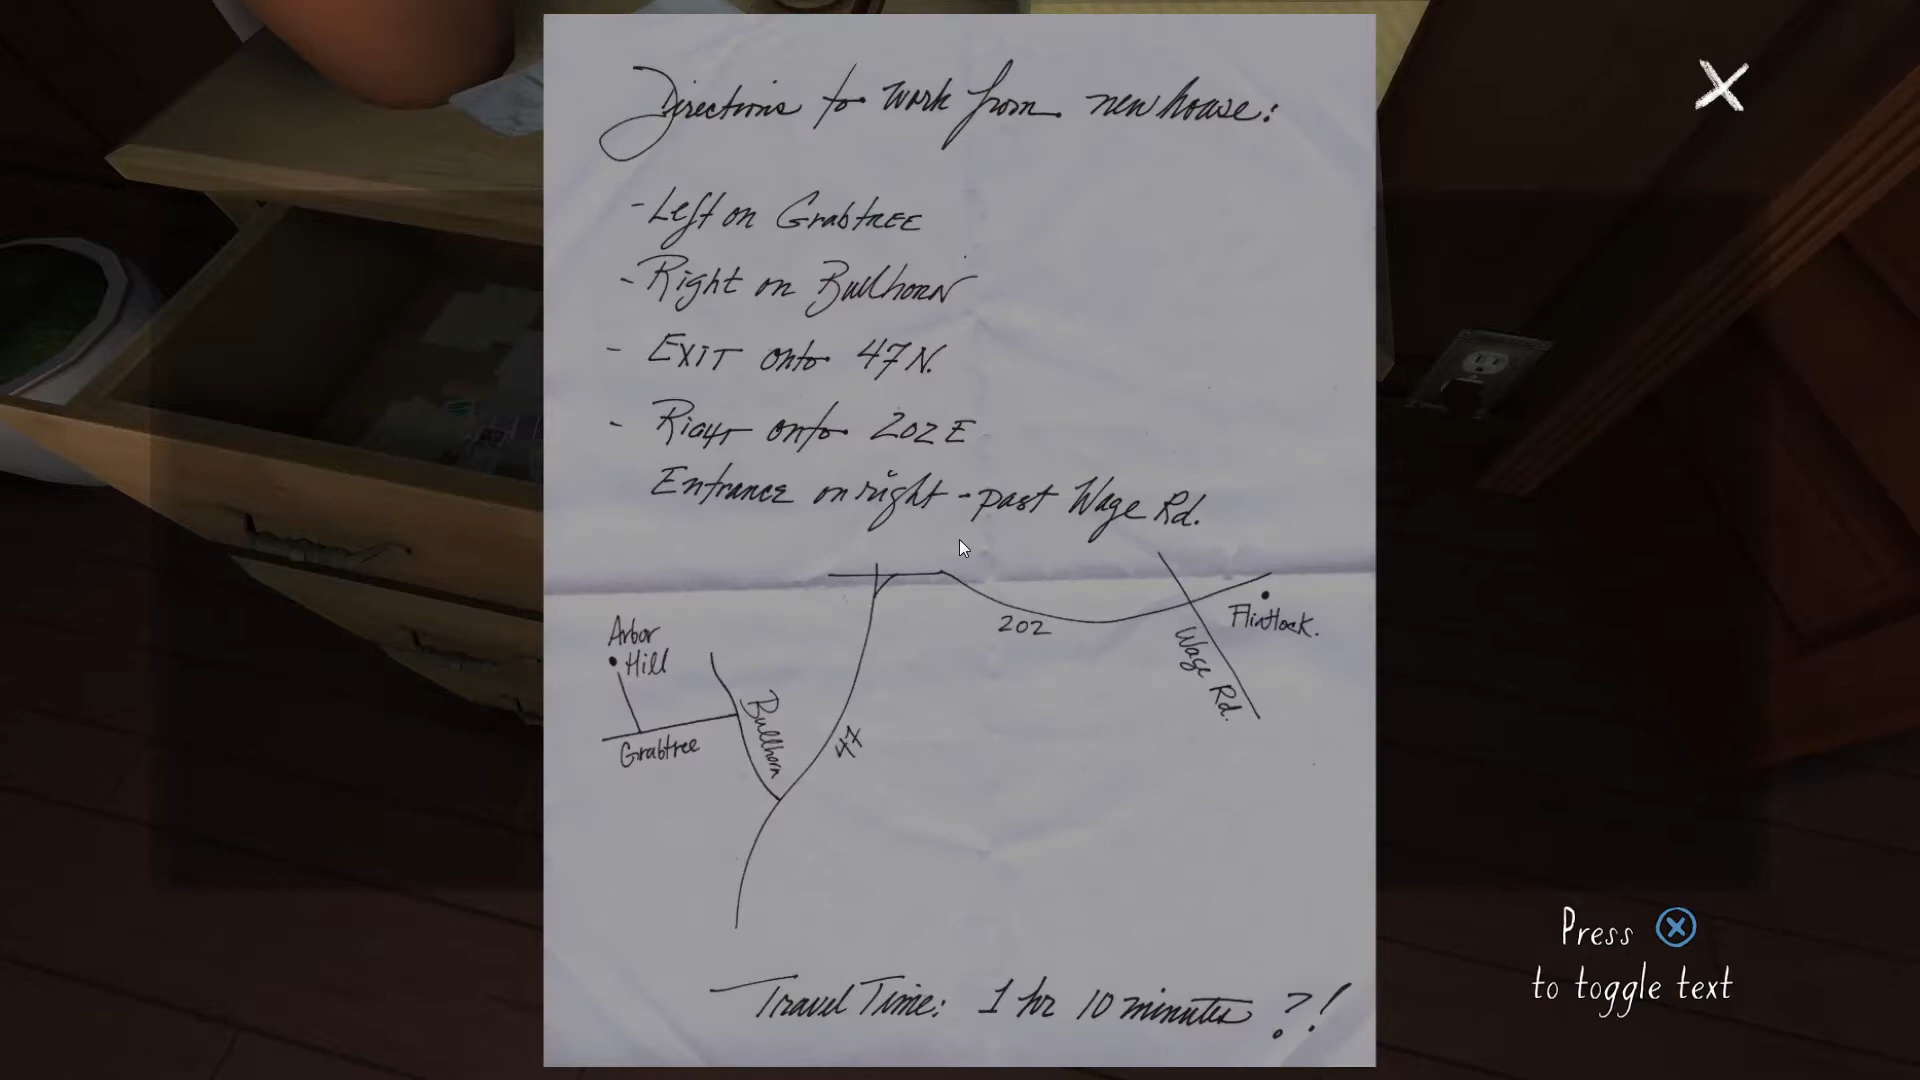 Directions to work from new house:
- Left on Grabtree
- Right on Bullhorn
- Exit onto 47 N.
- Right onto 202 E
Entrance on right - past Wage Rd.
Arbor
Hill
Grabtree
Bullhorn
47
202
Wage Rd.
Flintlock.
Travel Time: 1 hr 10 minutes ?!
Press
to toggle text